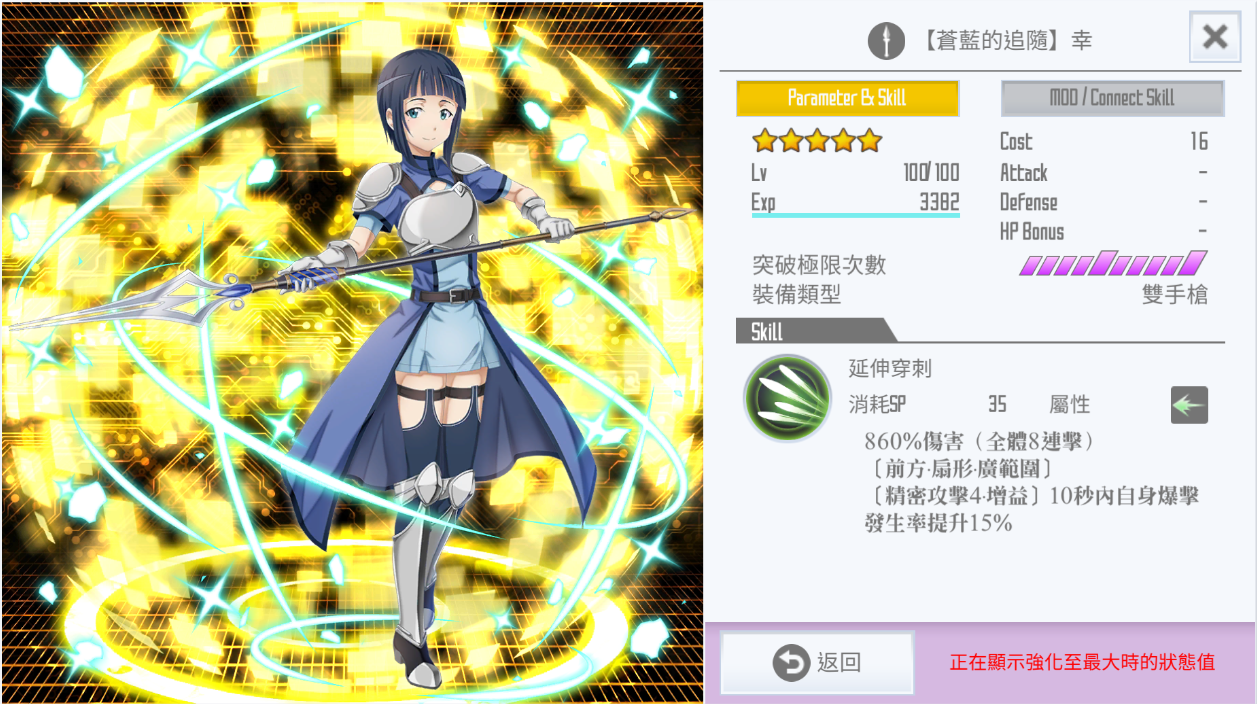 【蒼藍的追隨】幸
Parameter & Skill
MOD / Connect Skill
Lv 100/100
Exp 3382
Cost 16
Attack -
Defense -
HP Bonus -
突破極限次數
裝備類型 雙手槍
Skill
延伸穿刺
消耗SP 35 屬性
860%傷害（全體8連擊）
〔前方·扇形·廣範圍〕
〔精密攻擊4·增益〕10秒內自身爆擊
發生率提升15%
返回
正在顯示強化至最大時的狀態值